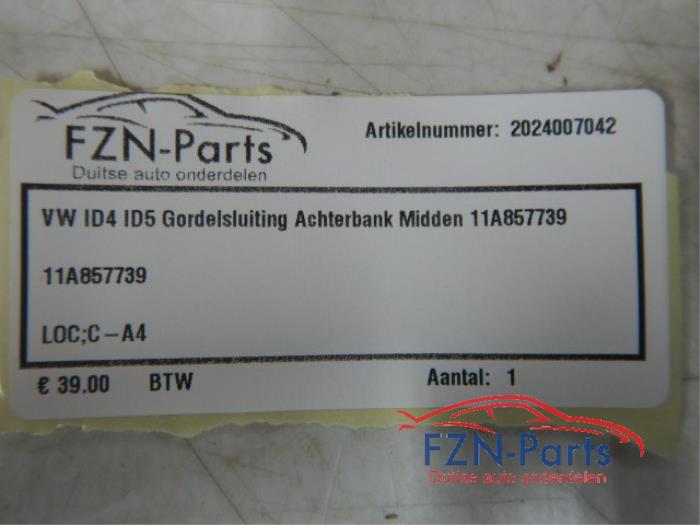 FZN-Parts
Duitse auto onderdelen
Artikelnummer: 2024007042
VW ID4 ID5 Gordelsluiting Achterbank Midden 11A857739
11A857739
LOC;C-A4
€ 39.00 BTW Aantal: 1
FZN-Parts
Duitse auto onderdelen